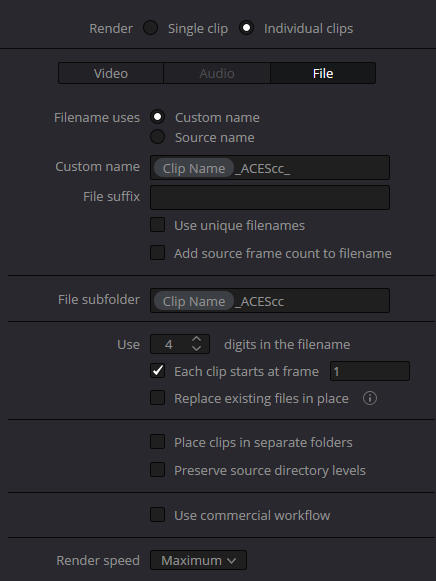 Render Single clip Individual clips
Video Audio File
Filename uses Custom name
Source name
Custom name Clip Name _ACEScc_
File suffix
Use unique filenames
Add source frame count to filename
File subfolder Clip Name _ACEScc
Use 4 digits in the filename
Each clip starts at frame 1
Replace existing files in place
Place clips in separate folders
Preserve source directory levels
Use commercial workflow
Render speed Maximum